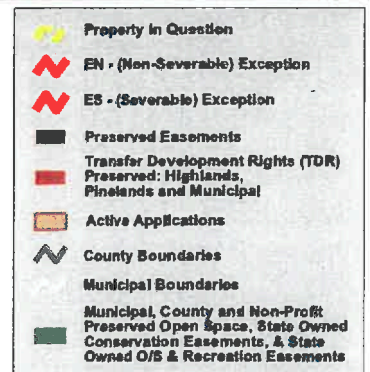 Property In Question
EN - (Non-Severable) Exception
ES - (Severable) Exception
Preserved Easements
Transfer Development Rights (TDR)
Preserved: Highlands,
Pinelands and Municipal
Active Applications
County Boundaries
Municipal Boundaries
Municipal, County and Non-Profit
Preserved Open Space, State Owned
Conservation Easements, & State
Owned O/S & Recreation Easements